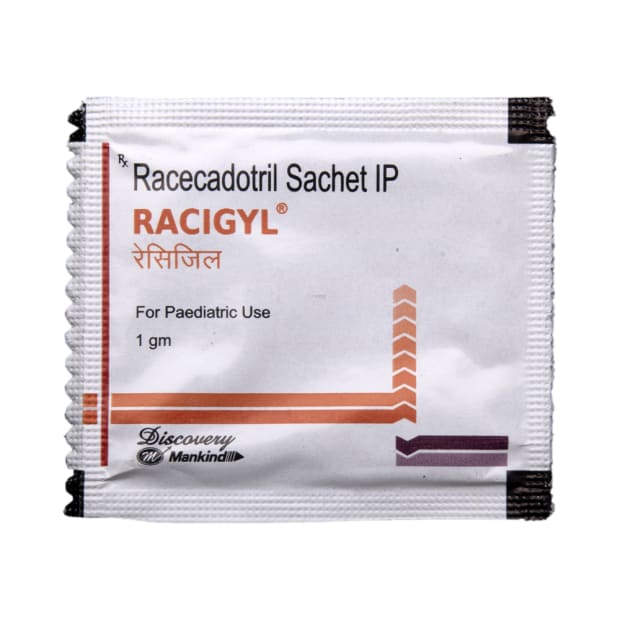 Rx Racecadotril Sachet IP
RACIGYL®
रेसिजिल
For Paediatric Use
1 gm
Discovery
M Mankind